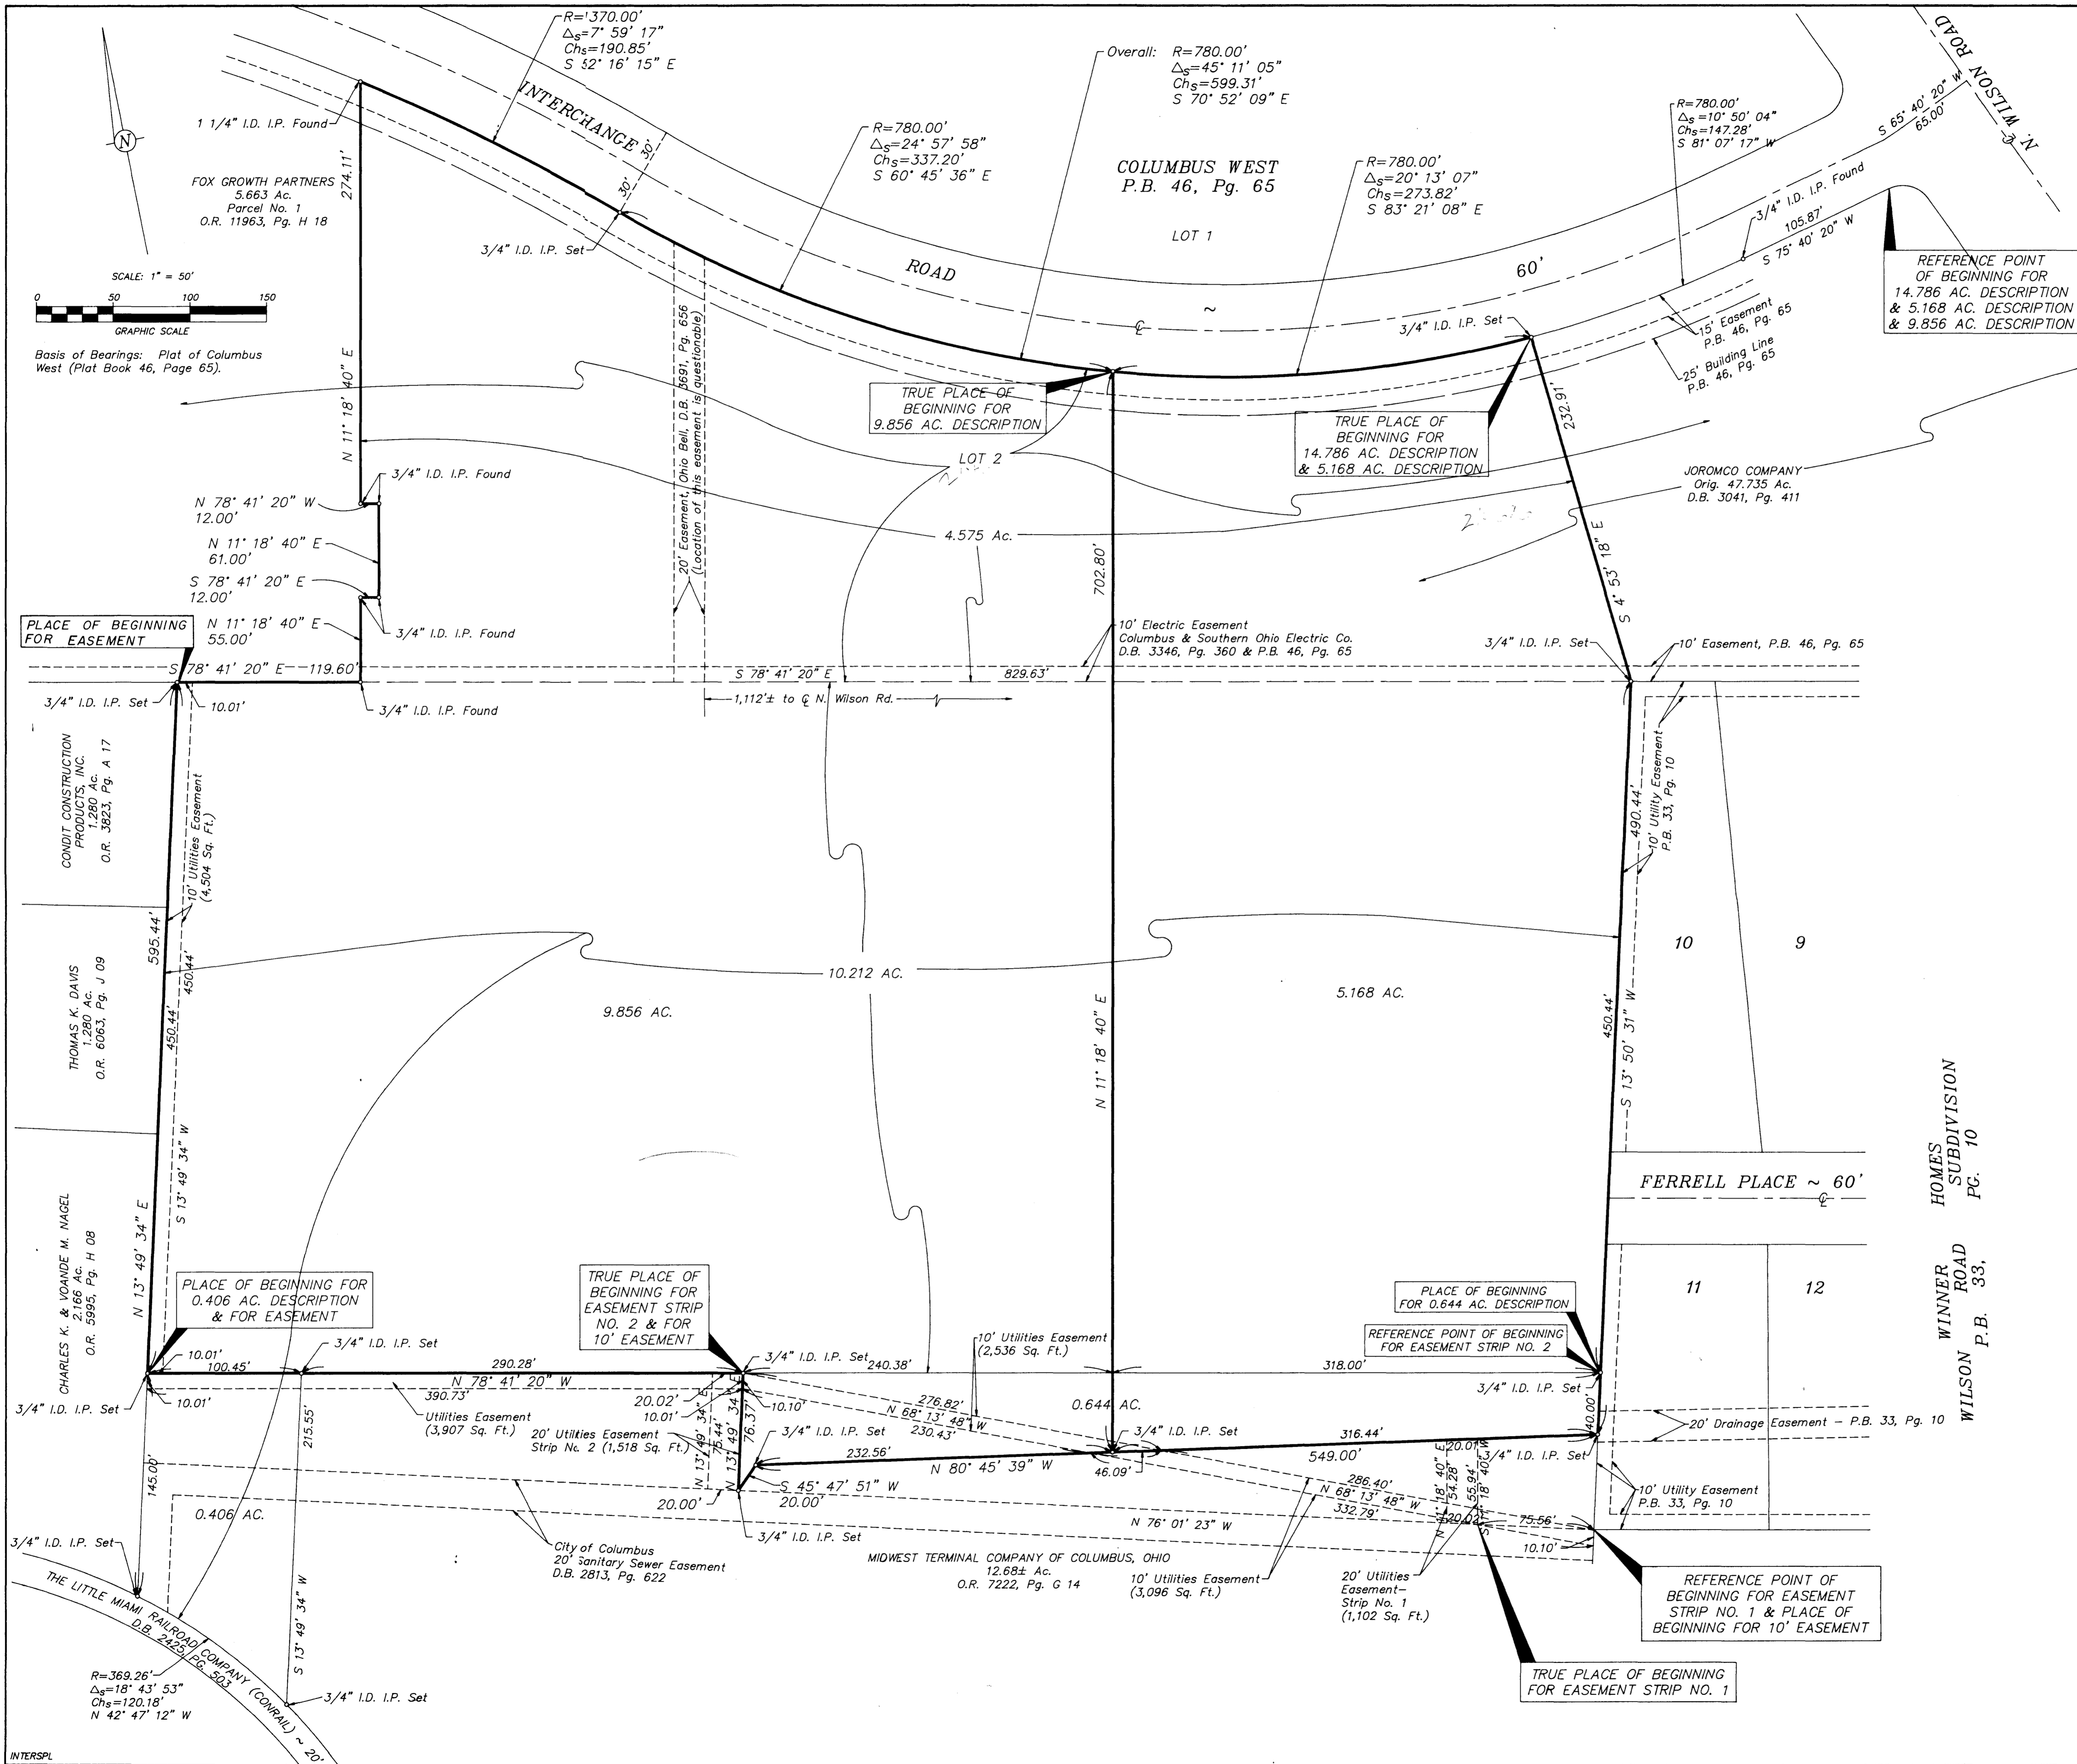 R=1370.00'
Δs=7° 59' 17"
Chs=190.85'
S 52° 16' 15" E
Overall: R=780.00'
Δs=45° 11' 05"
Chs=599.31'
S 70° 52' 09" E
N. WILSON ROAD
℄
S 65° 40' 20" W
65.00'
R=780.00'
Δs=10° 50' 04"
Chs=147.28'
S 81° 07' 17" W
INTERCHANGE
30'
30'
1 1/4" I.D. I.P. Found
N
R=780.00'
Δs=24° 57' 58"
Chs=337.20'
S 60° 45' 36" E
COLUMBUS WEST
P.B. 46, Pg. 65
R=780.00'
Δs=20° 13' 07"
Chs=273.82'
S 83° 21' 08" E
3/4" I.D. I.P. Found
105.87'
S 75° 40' 20" W
FOX GROWTH PARTNERS
5.663 Ac.
Parcel No. 1
O.R. 11963, Pg. H 18
274.11'
N 11° 18' 40" E
3/4" I.D. I.P. Set
LOT 1
ROAD
~
60'
℄
REFERENCE POINT
OF BEGINNING FOR
14.786 AC. DESCRIPTION
& 5.168 AC. DESCRIPTION
& 9.856 AC. DESCRIPTION
SCALE: 1" = 50'
0 50 100 150
GRAPHIC SCALE
Basis of Bearings: Plat of Columbus
West (Plat Book 46, Page 65).
3/4" I.D. I.P. Set
15' Easement
P.B. 46, Pg. 65
25' Building Line
P.B. 46, Pg. 65
20' Easement, Ohio Bell, D.B. 3691, Pg. 656
(Location of this easement is questionable)
TRUE PLACE OF
BEGINNING FOR
9.856 AC. DESCRIPTION
TRUE PLACE OF
BEGINNING FOR
14.786 AC. DESCRIPTION
& 5.168 AC. DESCRIPTION
232.91'
S 4° 53' 18" E
LOT 2
JOROMCO COMPANY
Orig. 47.735 Ac.
D.B. 3041, Pg. 411
3/4" I.D. I.P. Found
N 78° 41' 20" W
12.00'
N 11° 18' 40" E
61.00'
S 78° 41' 20" E
12.00'
N 11° 18' 40" E
55.00'
4.575 Ac.
702.80'
3/4" I.D. I.P. Found
PLACE OF BEGINNING
FOR EASEMENT
10' Electric Easement
Columbus & Southern Ohio Electric Co.
D.B. 3346, Pg. 360 & P.B. 46, Pg. 65
3/4" I.D. I.P. Set
10' Easement, P.B. 46, Pg. 65
S 78° 41' 20" E 119.60'
S 78° 41' 20" E
829.63'
3/4" I.D. I.P. Set
10.01'
3/4" I.D. I.P. Found
1,112'± to ℄ N. Wilson Rd.
CONDIT CONSTRUCTION
PRODUCTS, INC.
1.280 Ac.
O.R. 3823, Pg. A 17
10' Utilities Easement
(4,504 Sq. Ft.)
490.44'
10' Utility Easement
P.B. 33, Pg. 10
THOMAS K. DAVIS
1.280 Ac.
O.R. 6063, Pg. J 09
595.44'
450.44'
450.44'
10.212 AC.
9.856 AC.
5.168 AC.
10
9
N 11° 18' 40" E
450.44'
S 13° 50' 31" W
CHARLES K. & VOANDE M. NAGEL
2.166 Ac.
O.R. 5995, Pg. H 08
N 13° 49' 34" E
S 13° 49' 34" W
FERRELL PLACE ~ 60'
℄
WINNER HOMES
WILSON ROAD SUBDIVISION
P.B. 33, PG. 10
PLACE OF BEGINNING FOR
0.406 AC. DESCRIPTION
& FOR EASEMENT
TRUE PLACE OF
BEGINNING FOR
EASEMENT STRIP
NO. 2 & FOR
10' EASEMENT
PLACE OF BEGINNING
FOR 0.644 AC. DESCRIPTION
REFERENCE POINT OF BEGINNING
FOR EASEMENT STRIP NO. 2
11
12
10.01'
100.45'
3/4" I.D. I.P. Set
290.28'
N 78° 41' 20" W
390.73'
3/4" I.D. I.P. Set
240.38'
10' Utilities Easement
(2,536 Sq. Ft.)
318.00'
3/4" I.D. I.P. Set
3/4" I.D. I.P. Set
10.01'
Utilities Easement
(3,907 Sq. Ft.)
20.02'
10.01'
10.10'
276.82'
N 68° 13' 48" W
230.43'
0.644 AC.
40.00'
20' Drainage Easement – P.B. 33, Pg. 10
215.55'
20' Utilities Easement
Strip No. 2 (1,518 Sq. Ft.)
N 13° 49' 34" E
75.44'
N 13° 49' 34" E
76.37'
3/4" I.D. I.P. Set
232.56'
N 80° 45' 39" W
3/4" I.D. I.P. Set
46.09'
316.44'
549.00'
20.01'
3/4" I.D. I.P. Set
145.00'
S 45° 47' 51" W
20.00'
20.00'
286.40'
N 68° 13' 48" W
332.79'
N 11° 18' 40" E
54.28'
55.94'
S 11° 18' 40" W
20.02'
75.56'
10.10'
10' Utility Easement
P.B. 33, Pg. 10
0.406 AC.
3/4" I.D. I.P. Set
City of Columbus
20' Sanitary Sewer Easement
D.B. 2813, Pg. 622
3/4" I.D. I.P. Set
N 76° 01' 23" W
MIDWEST TERMINAL COMPANY OF COLUMBUS, OHIO
12.68± Ac.
O.R. 7222, Pg. G 14
10' Utilities Easement
(3,096 Sq. Ft.)
20' Utilities
Easement–
Strip No. 1
(1,102 Sq. Ft.)
REFERENCE POINT OF
BEGINNING FOR EASEMENT
STRIP NO. 1 & PLACE OF
BEGINNING FOR 10' EASEMENT
TRUE PLACE OF BEGINNING
FOR EASEMENT STRIP NO. 1
THE LITTLE MIAMI RAILROAD COMPANY (CONRAIL) ~ 20'
D.B. 2425, PG. 503
S 13° 49' 34" W
R=369.26'
Δs=18° 43' 53"
Chs=120.18'
N 42° 47' 12" W
3/4" I.D. I.P. Set
INTERSPL